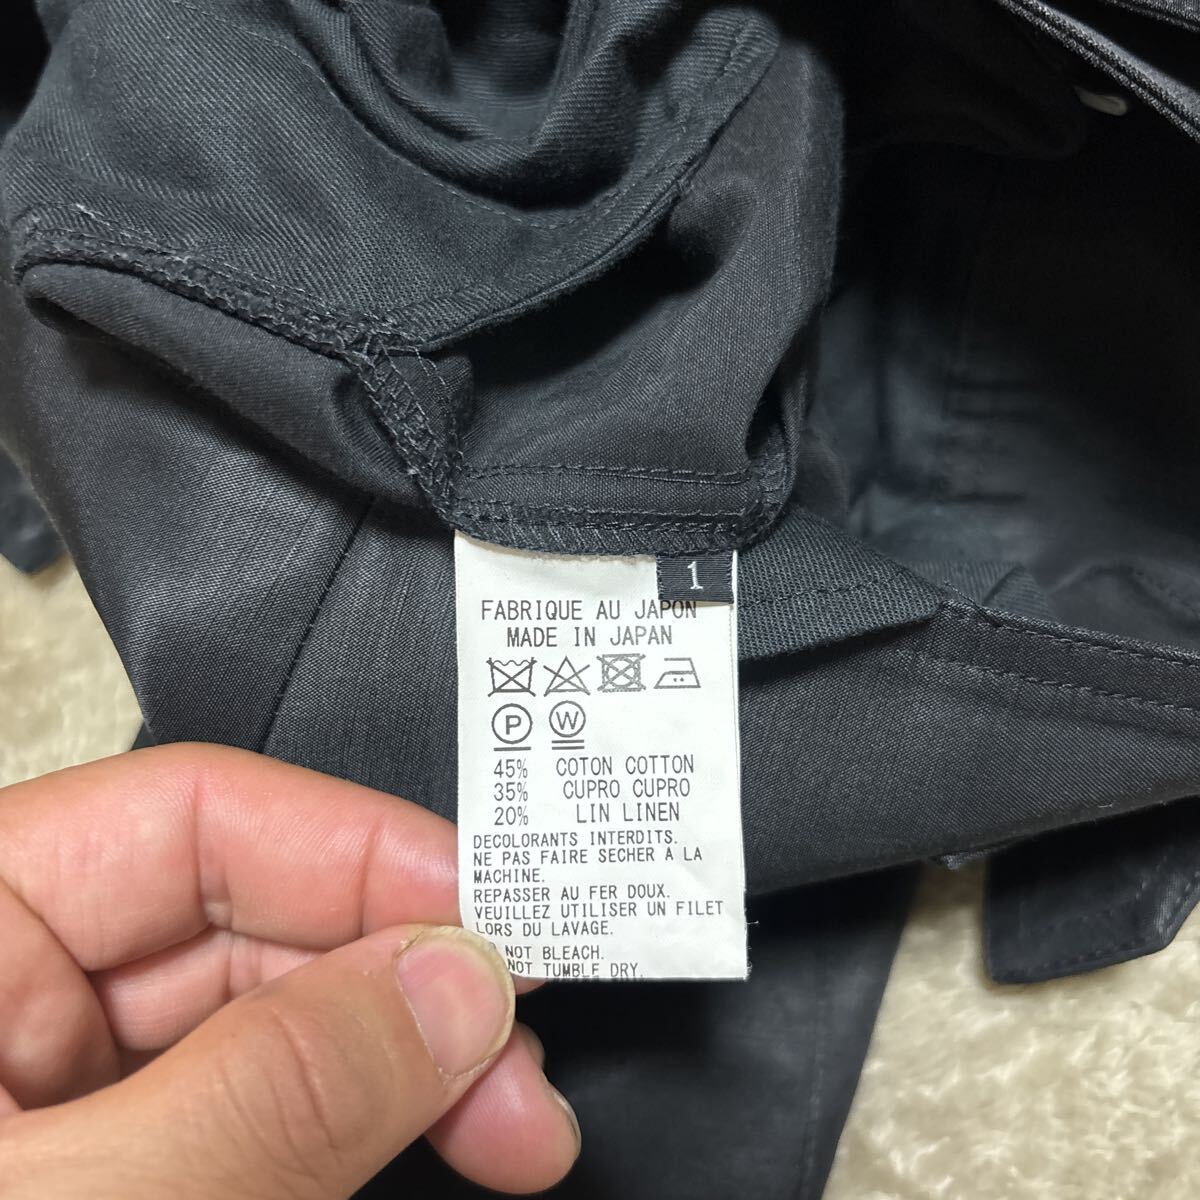 1
FABRIQUE AU JAPON
MADE IN JAPAN
P W
45% COTON COTTON
35% CUPRO CUPRO
20% LIN LINEN
DECOLORANTS INTERDITS.
NE PAS FAIRE SECHER A LA
MACHINE.
REPASSER AU FER DOUX.
VEUILLEZ UTILISER UN FILET
LORS DU LAVAGE.
NOT BLEACH.
NOT TUMBLE DRY.